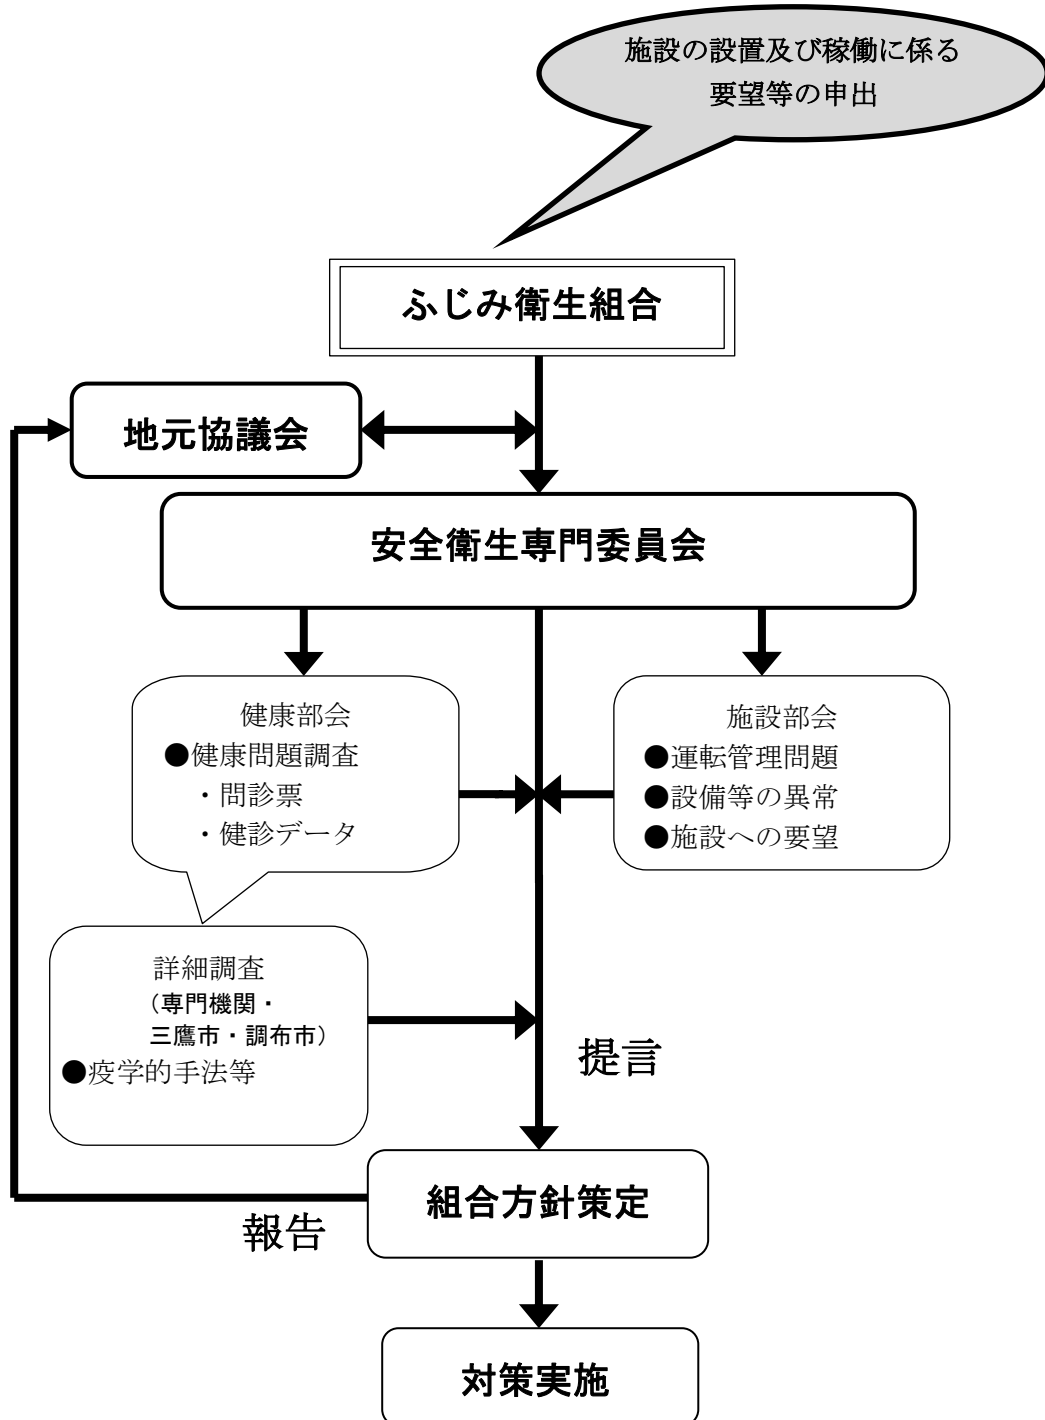 施設の設置及び稼働に係る
要望等の申出
ふじみ衛生組合
地元協議会
安全衛生専門委員会
健康部会
●健康問題調査
・問診票
・健診データ
施設部会
●運転管理問題
●設備等の異常
●施設への要望
詳細調査
（専門機関・
三鷹市・調布市）
●疫学的手法等
提言
組合方針策定
報告
対策実施